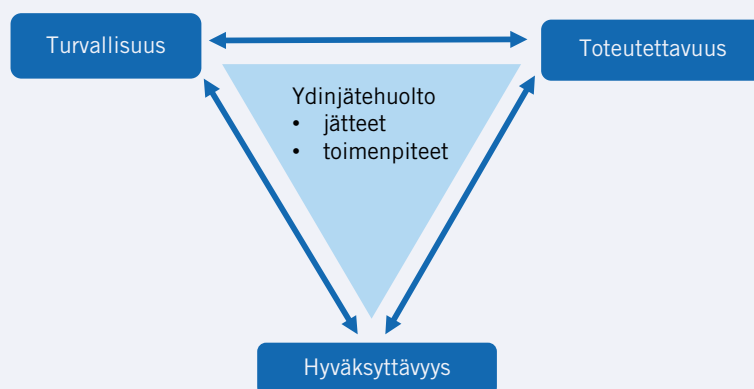 Turvallisuus
Toteutettavuus
Ydinjätehuolto
• jätteet
• toimenpiteet
Hyväksyttävyys